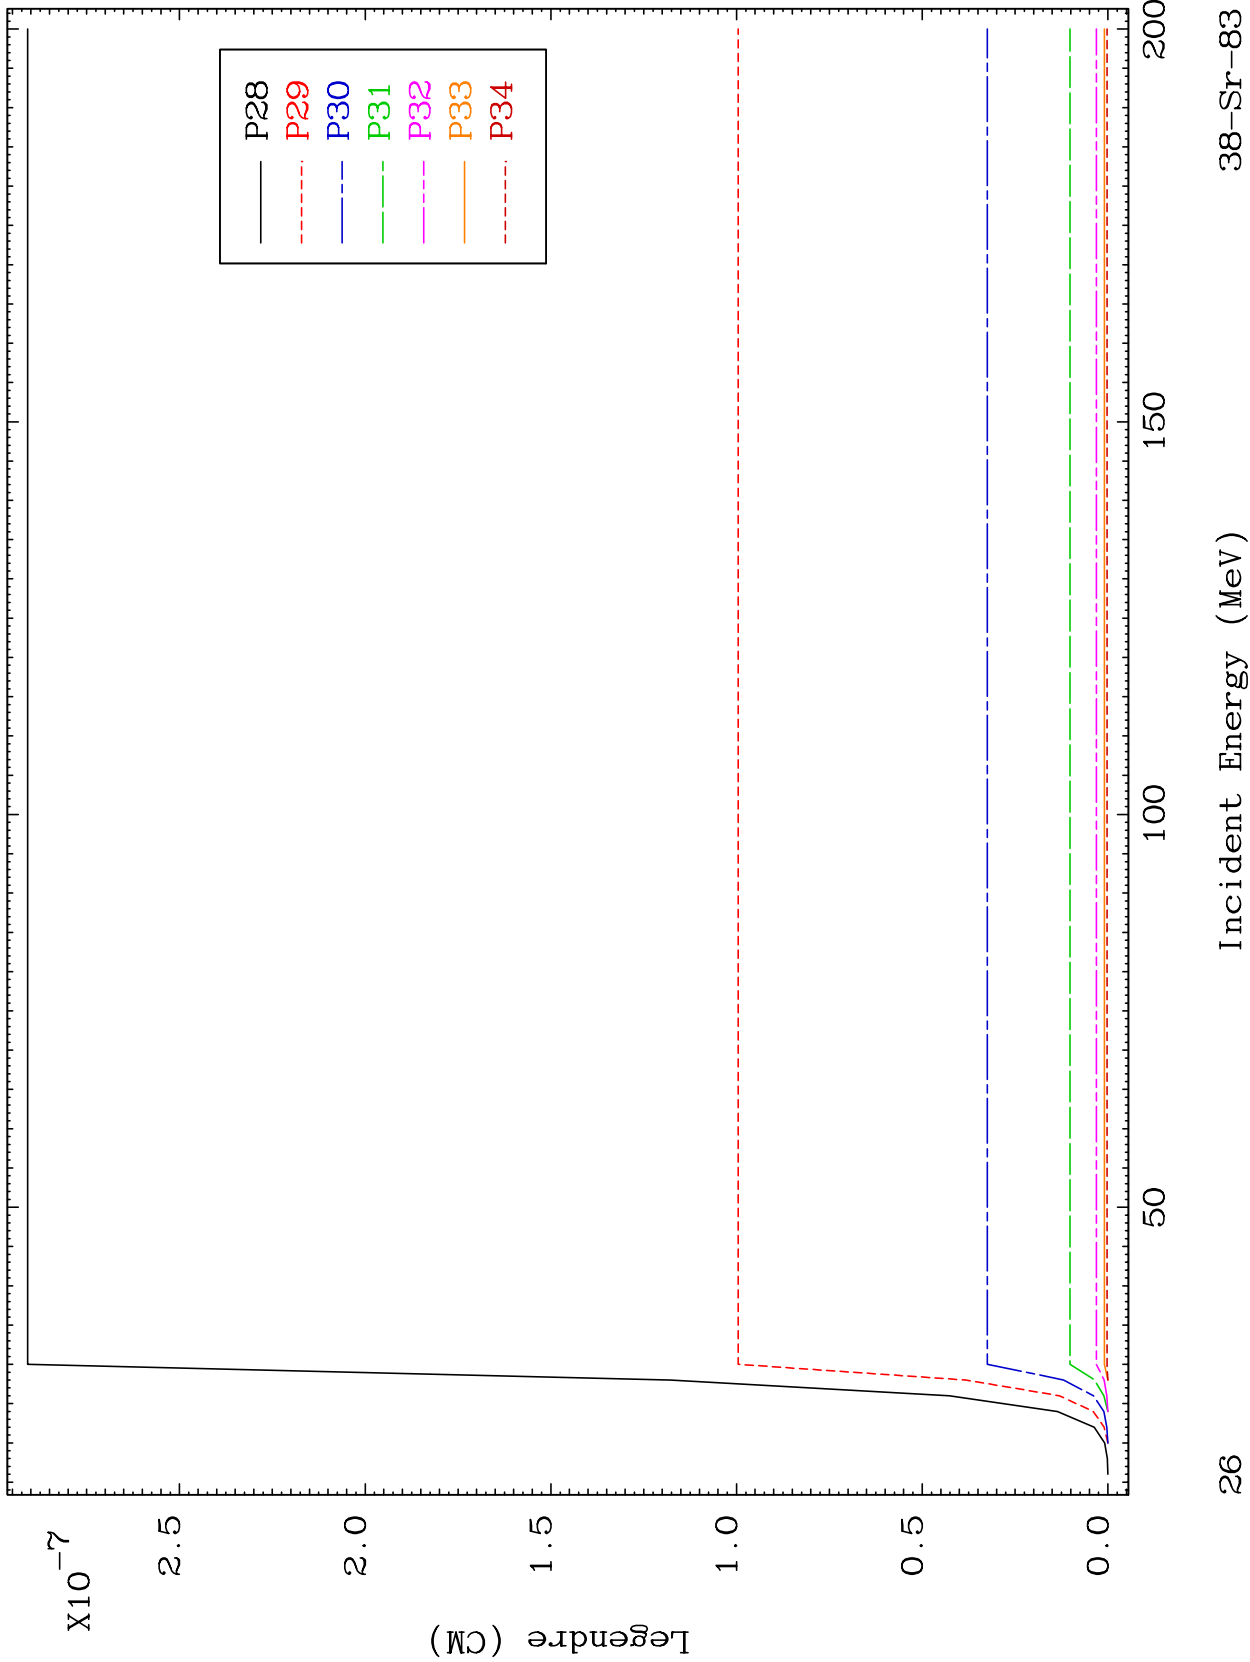 X10-7
2.5
2.0
1.5
1.0
0.5
0.0
Legendre (CM)
P28
P29
P30
P31
P32
P33
P34
50
100
150
200
Incident Energy (MeV)
26
38-Sr-83